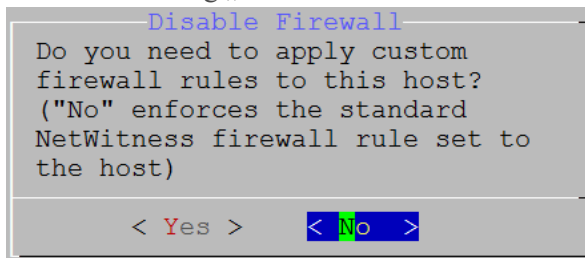 Disable Firewall
Do you need to apply custom
firewall rules to this host?
("No" enforces the standard
NetWitness firewall rule set to
the host)
< Yes > < No >